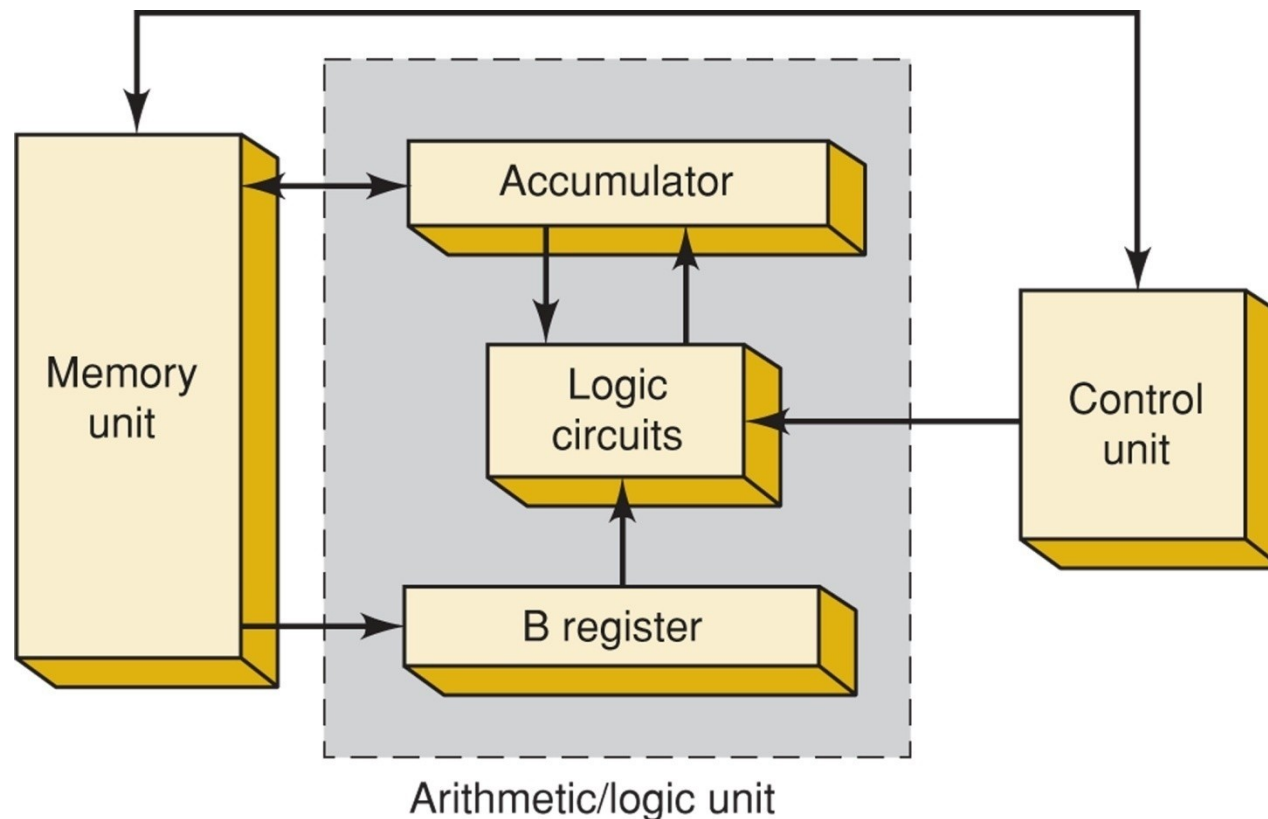 Accumulator
Memory
unit
Logic
circuits
Control
unit
B register
Arithmetic/logic unit